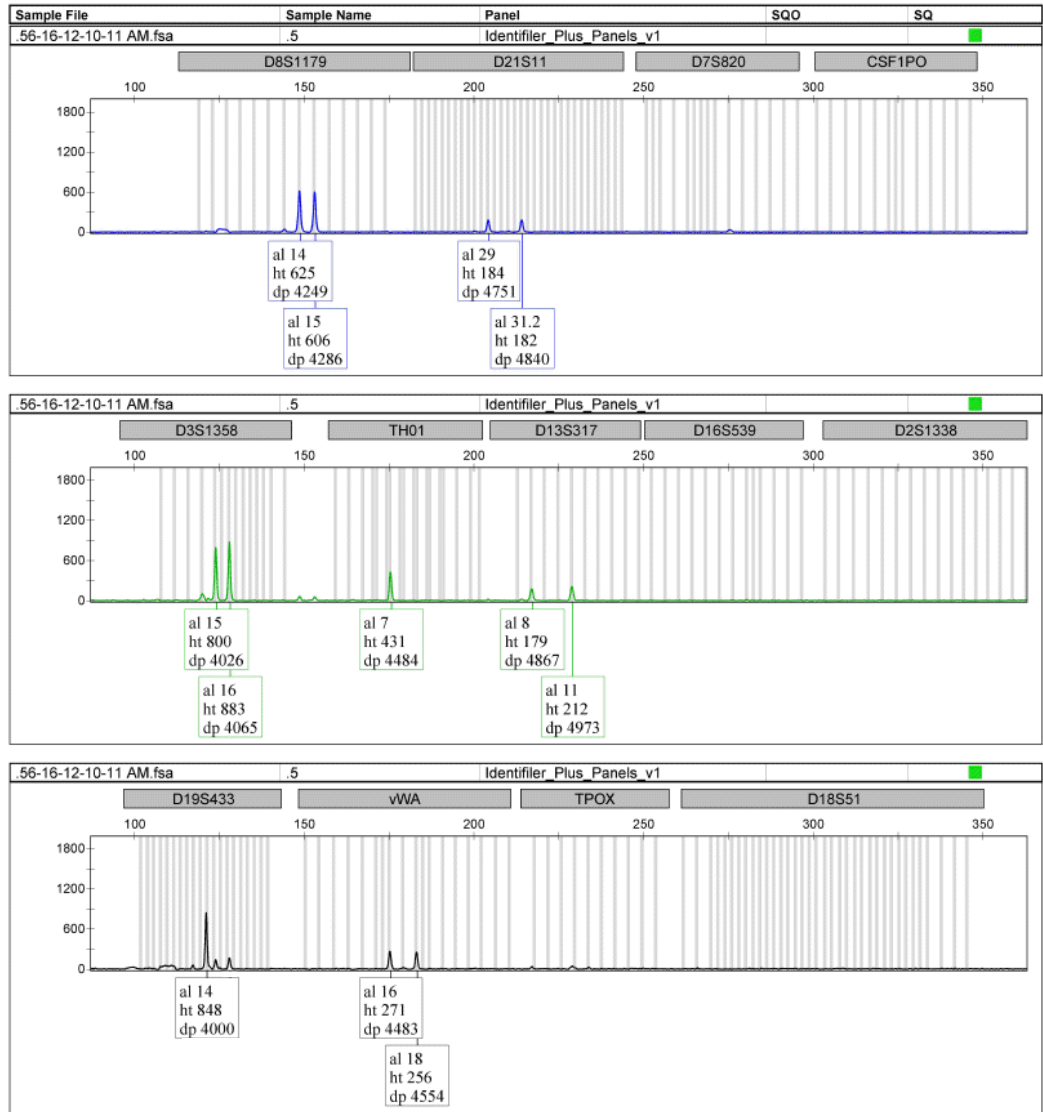 Sample File Sample Name Panel SQO SQ
.56-16-12-10-11 AM.fsa .5 Identifiler_Plus_Panels_v1
D8S1179 D21S11 D7S820 CSF1PO
100 150 200 250 300 350
1800
1200
600
0
al 14
ht 625
dp 4249
al 15
ht 606
dp 4286
al 29
ht 184
dp 4751
al 31.2
ht 182
dp 4840
.56-16-12-10-11 AM.fsa .5 Identifiler_Plus_Panels_v1
D3S1358 TH01 D13S317 D16S539 D2S1338
100 150 200 250 300 350
1800
1200
600
0
al 15
ht 800
dp 4026
al 16
ht 883
dp 4065
al 7
ht 431
dp 4484
al 8
ht 179
dp 4867
al 11
ht 212
dp 4973
.56-16-12-10-11 AM.fsa .5 Identifiler_Plus_Panels_v1
D19S433 vWA TPOX D18S51
100 150 200 250 300 350
1800
1200
600
0
al 14
ht 848
dp 4000
al 16
ht 271
dp 4483
al 18
ht 256
dp 4554